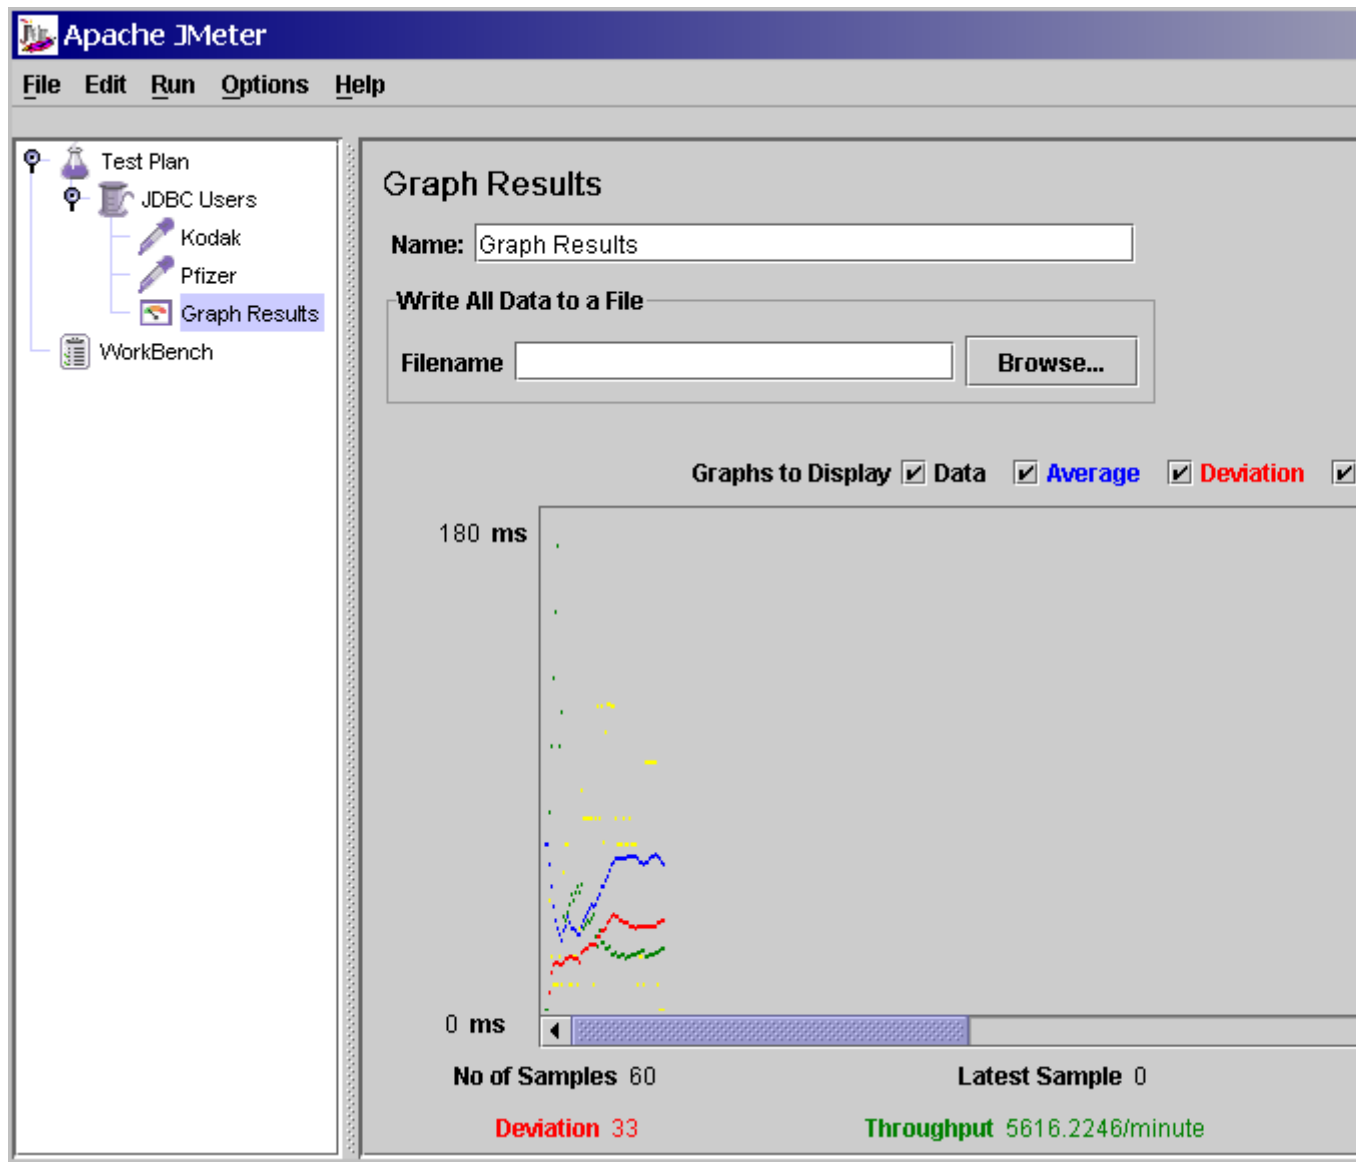 Apache JMeter
File Edit Run Options Help
Test Plan
JDBC Users
Kodak
Pfizer
Graph Results
WorkBench
Graph Results
Name: Graph Results
Write All Data to a File
Filename Browse...
Graphs to Display Data Average Deviation
180 ms
0 ms
No of Samples 60 Latest Sample 0
Deviation 33 Throughput 5616.2246/minute